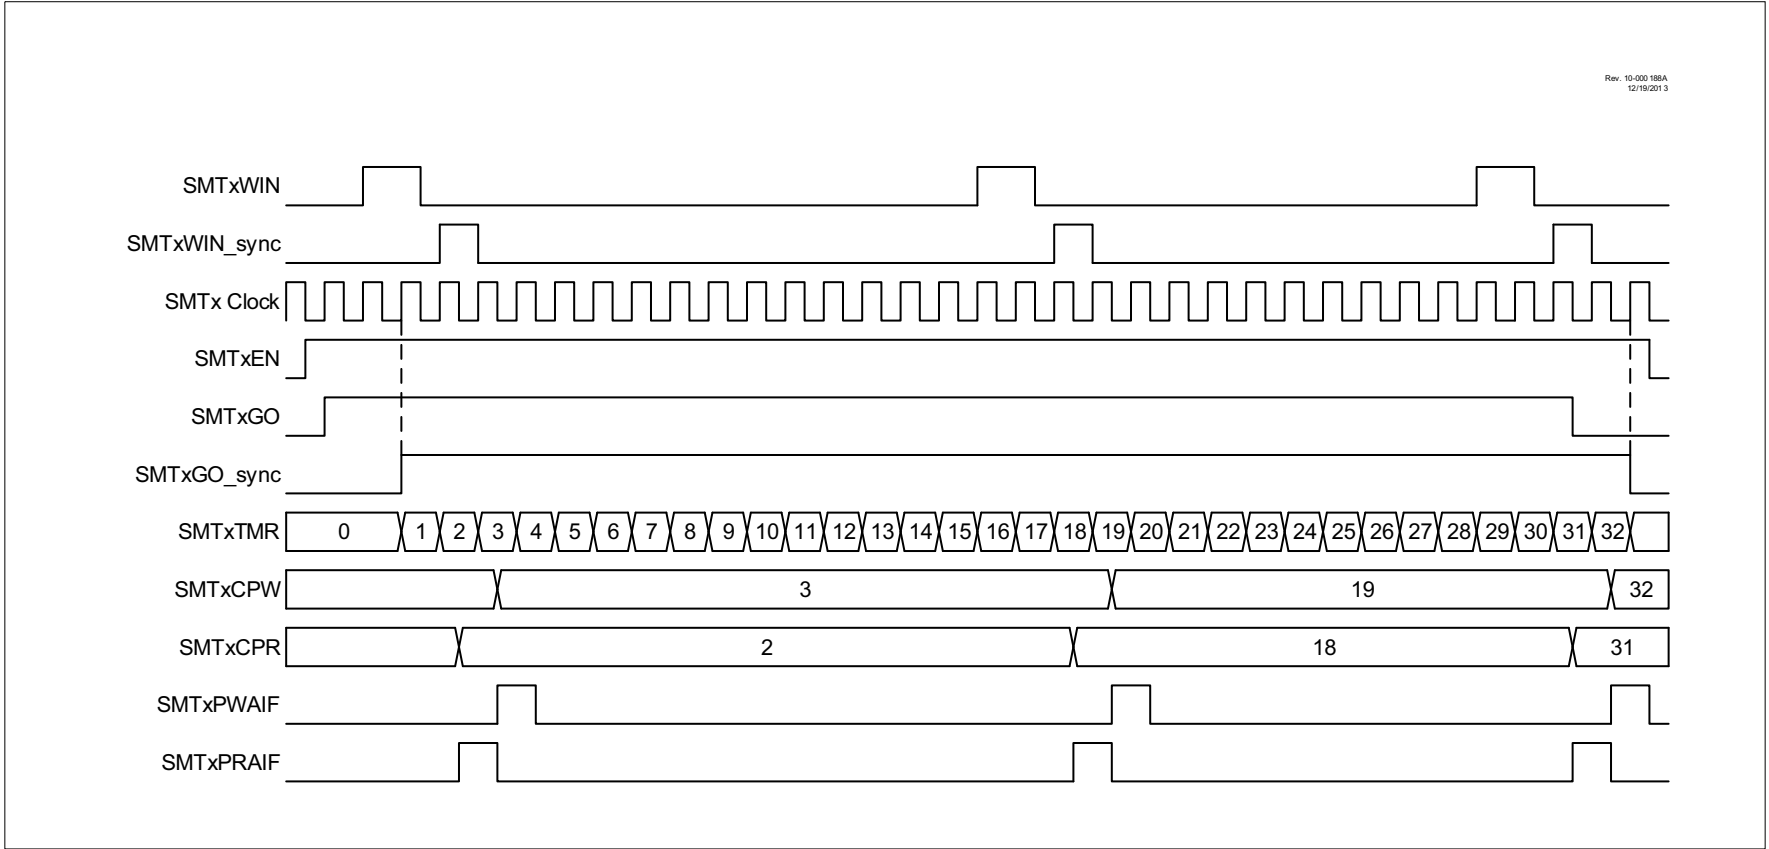 Rev. 10-000 188A
12/19/201 3
SMTxWIN
SMTxWIN_sync
SMTx Clock
SMTxEN
SMTxGO
SMTxGO_sync
SMTxTMR 0 1 2 3 4 5 6 7 8 9 10 11 12 13 14 15 16 17 18 19 20 21 22 23 24 25 26 27 28 29 30 31 32
SMTxCPW 3 19 32
SMTxCPR 2 18 31
SMTxPWAIF
SMTxPRAIF